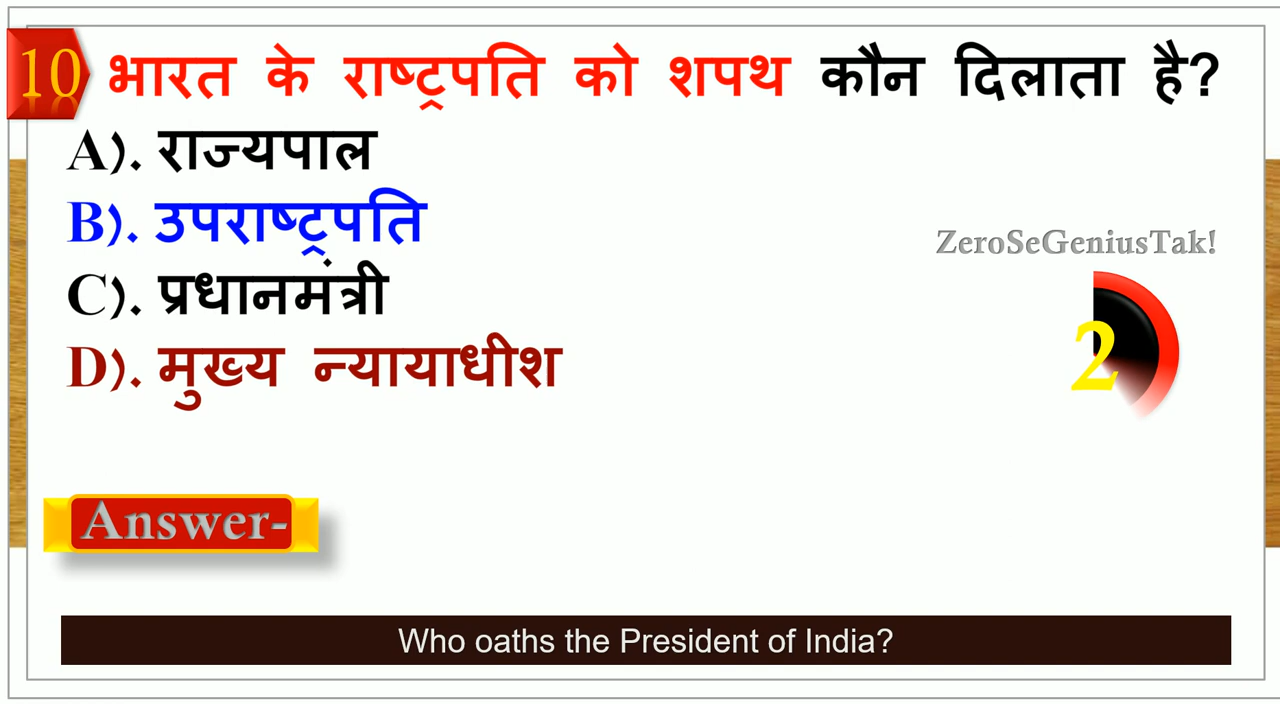 10 भारत के राष्ट्रपति को शपथ कौन दिलाता है?
A). राज्यपाल
B). उपराष्ट्रपति
C). प्रधानमंत्री
D). मुख्य न्यायाधीश
ZeroSeGeniusTak!
2
Answer-
Who oaths the President of India?